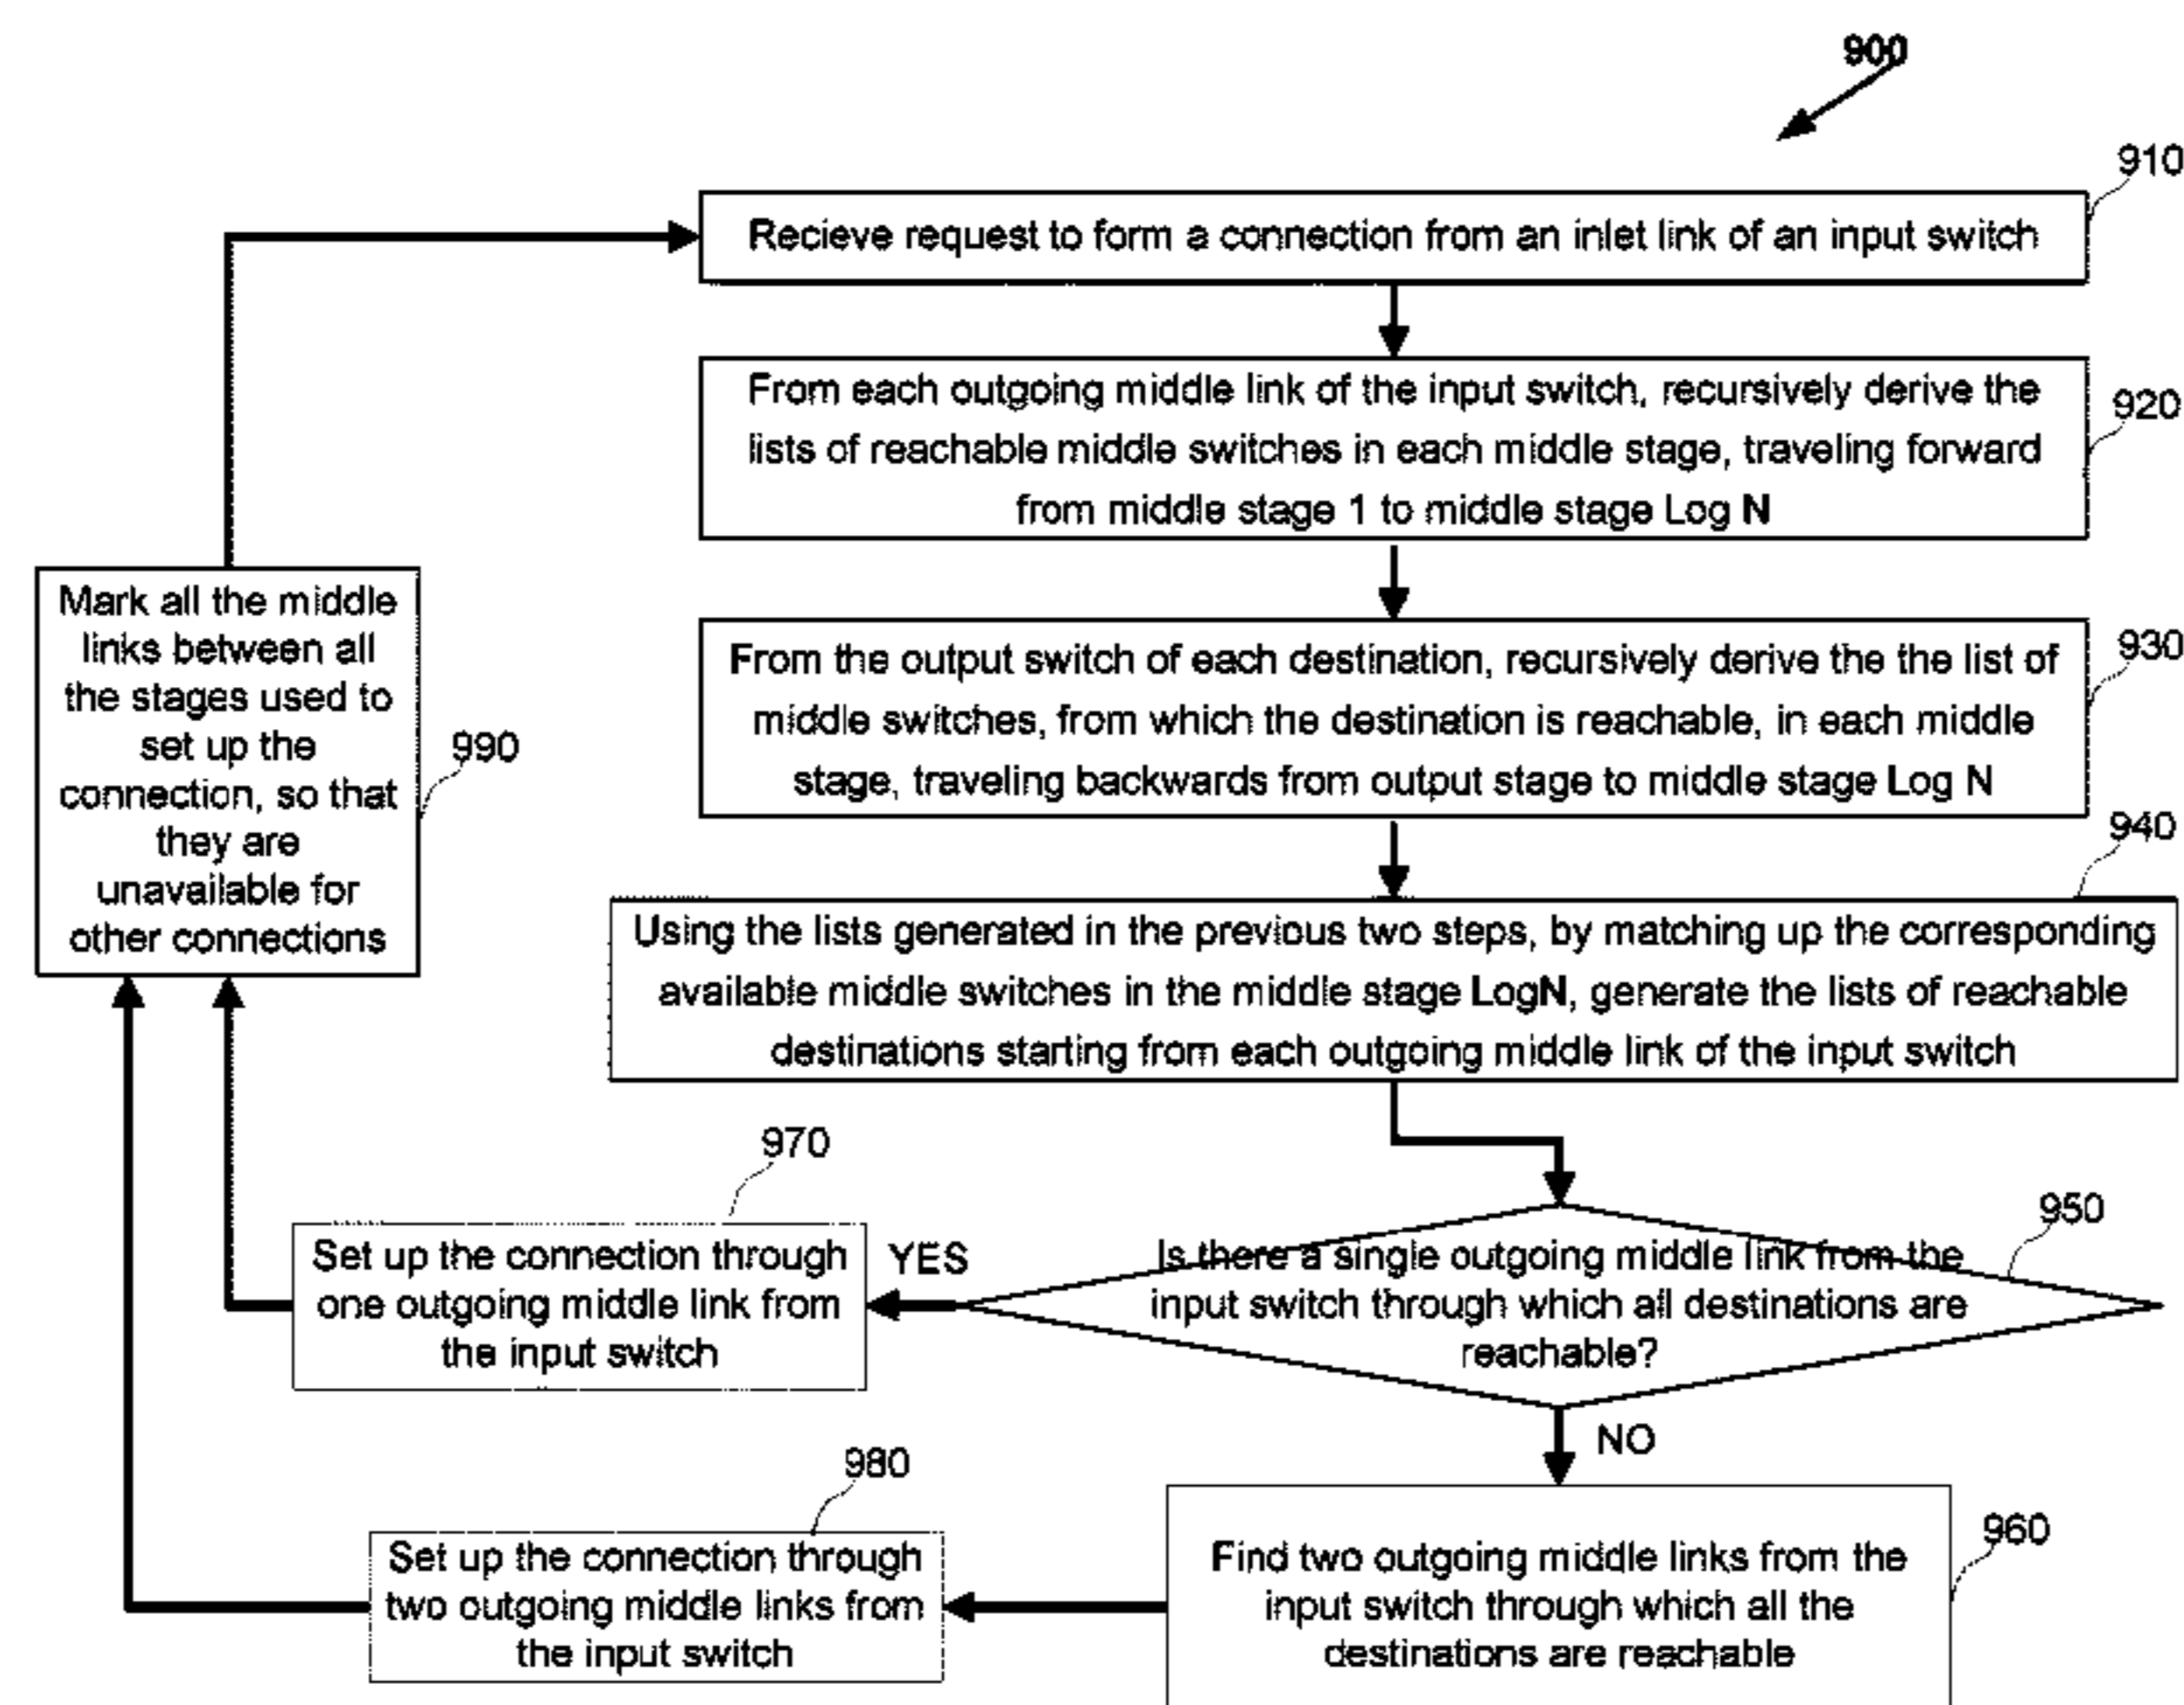 900
910
Recieve request to form a connection from an inlet link of an input switch
920
From each outgoing middle link of the input switch, recursively derive the
lists of reachable middle switches in each middle stage, traveling forward
from middle stage 1 to middle stage Log N
930
From the output switch of each destination, recursively derive the the list of
middle switches, from which the destination is reachable, in each middle
stage, traveling backwards from output stage to middle stage Log N
940
Using the lists generated in the previous two steps, by matching up the corresponding
available middle switches in the middle stage LogN, generate the lists of reachable
destinations starting from each outgoing middle link of the input switch
950
Is there a single outgoing middle link from the
input switch through which all destinations are
reachable?
YES
NO
970
Set up the connection through
one outgoing middle link from
the input switch
960
Find two outgoing middle links from the
input switch through which all the
destinations are reachable
980
Set up the connection through
two outgoing middle links from
the input switch
990
Mark all the middle
links between all
the stages used to
set up the
connection, so that
they are
unavailable for
other connections